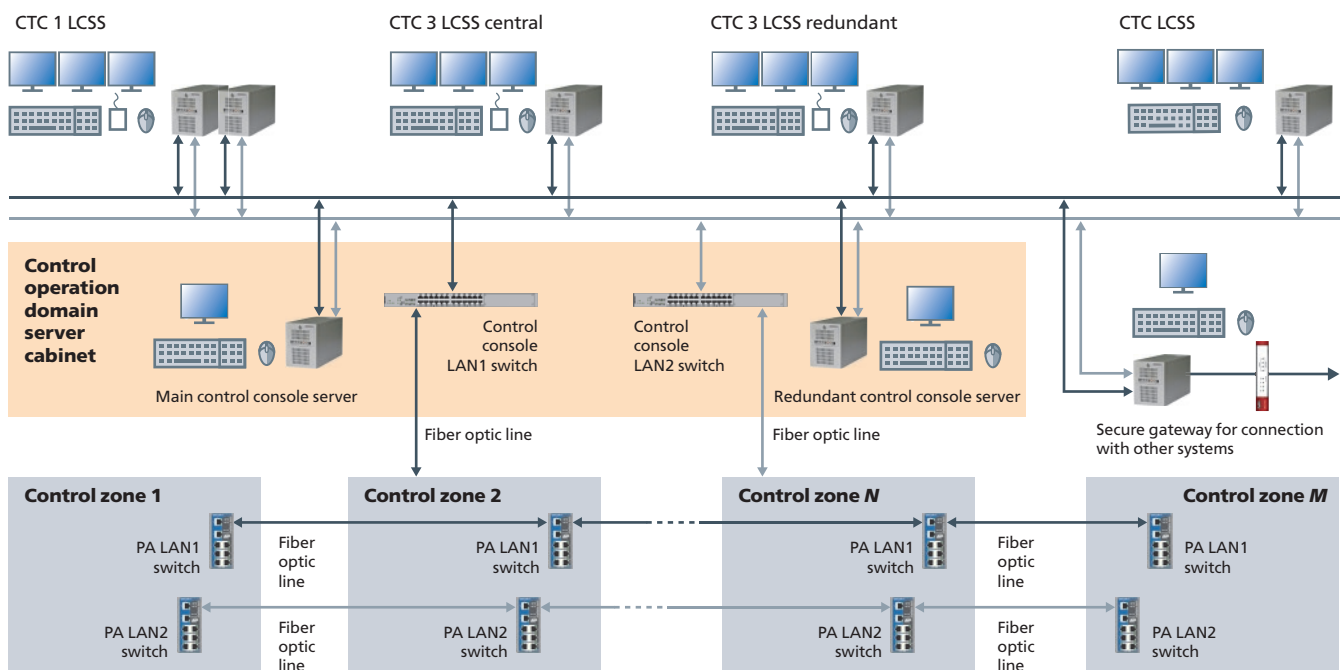 CTC 1 LCSS
CTC 3 LCSS central
CTC 3 LCSS redundant
CTC LCSS
Control
operation
domain
server
cabinet
Main control console server
Control
console
LAN1 switch
Control
console
LAN2 switch
Redundant control console server
Secure gateway for connection
with other systems
Fiber optic line
Fiber optic line
Control zone 1
Control zone 2
Control zone N
Control zone M
PA LAN1
switch
Fiber
optic
line
PA LAN1
switch
PA LAN1
switch
Fiber
optic
line
PA LAN1
switch
PA LAN2
switch
Fiber
optic
line
PA LAN2
switch
PA LAN2
switch
Fiber
optic
line
PA LAN2
switch